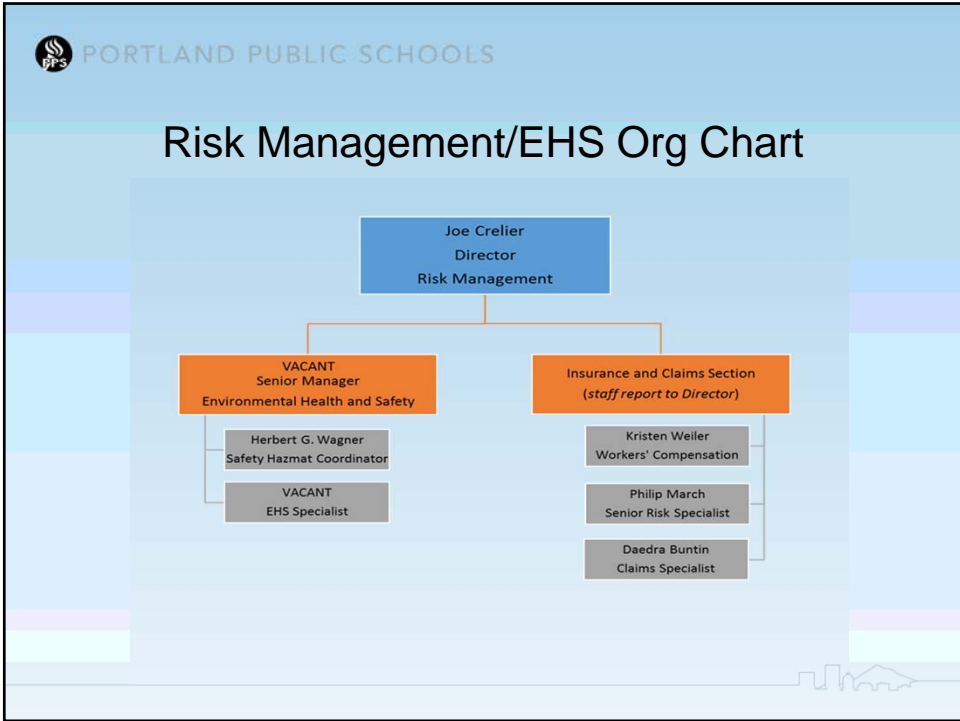 PPS PORTLAND PUBLIC SCHOOLS
Risk Management/EHS Org Chart
Joe Crelier
Director
Risk Management
VACANT
Senior Manager
Environmental Health and Safety
Herbert G. Wagner
Safety Hazmat Coordinator
VACANT
EHS Specialist
Insurance and Claims Section
(staff report to Director)
Kristen Weiler
Workers' Compensation
Philip March
Senior Risk Specialist
Daedra Buntin
Claims Specialist